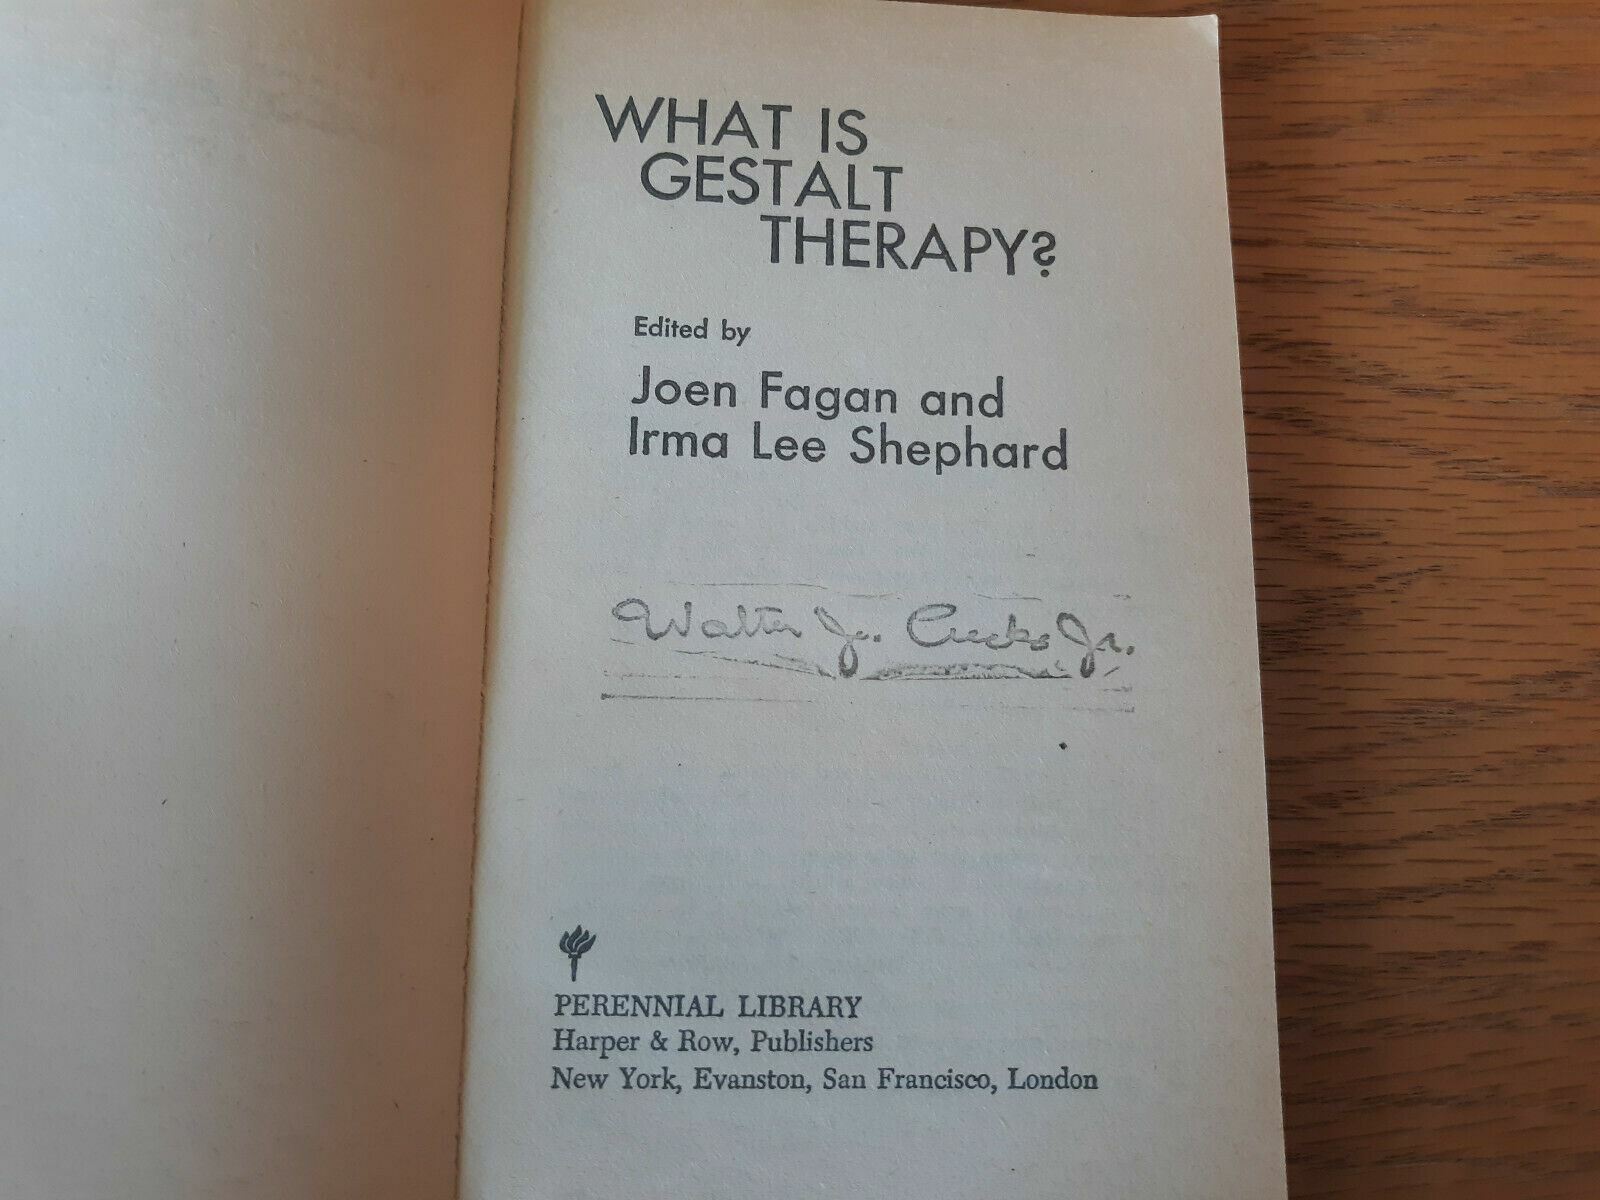 WHAT IS
GESTALT
THERAPY?
Edited by
Joen Fagan and
Irma Lee Shephard
Walter Jr.
PERENNIAL LIBRARY
Harper & Row, Publishers
New York, Evanston, San Francisco, London